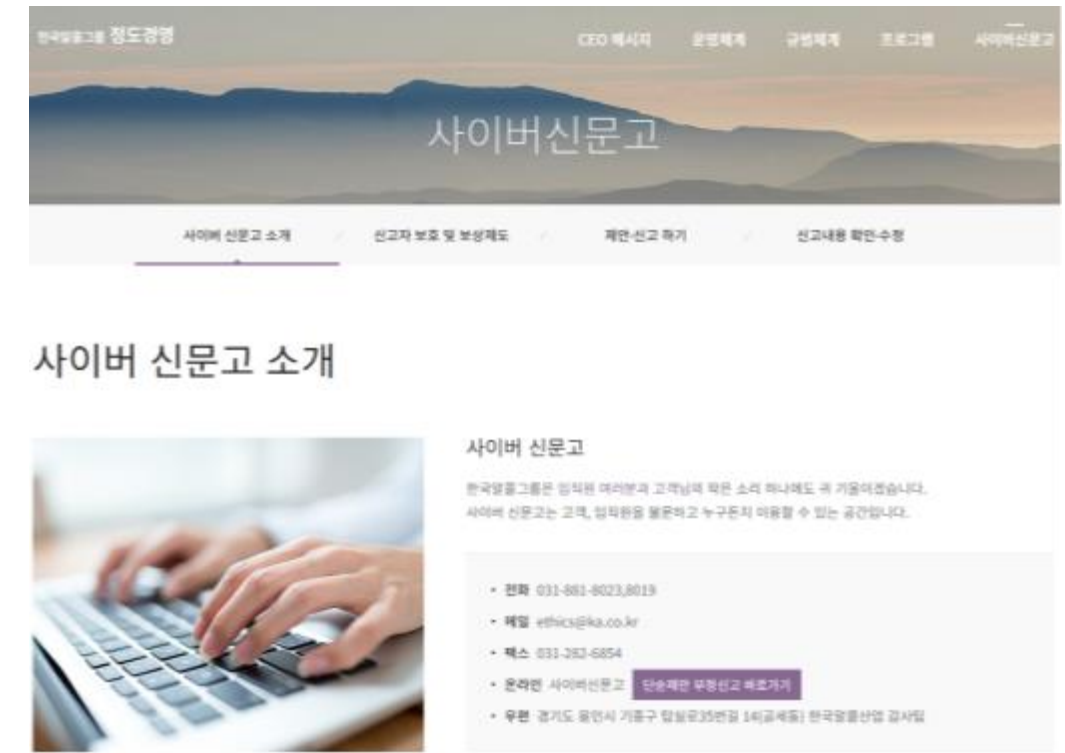 한국알콜그룹 정도경영
CEO 메시지 운영체계 규범체계 프로그램 사이버신문고
사이버신문고
사이버 신문고 소개 신고자 보호 및 보상제도 제안·신고 하기 신고내용 확인·수정
사이버 신문고 소개
사이버 신문고
한국알콜그룹은 임직원 여러분과 고객님의 작은 소리 하나에도 귀 기울이겠습니다.
사이버 신문고는 고객, 임직원을 불문하고 누구든지 이용할 수 있는 공간입니다.
• 전화 031-881-8023,8019
• 메일 ethics@ka.co.kr
• 팩스 031-282-6854
• 온라인 사이버신문고 단순제안 부정신고 바로가기
• 우편 경기도 용인시 기흥구 탑실로35번길 14(공세동) 한국알콜산업 감사팀